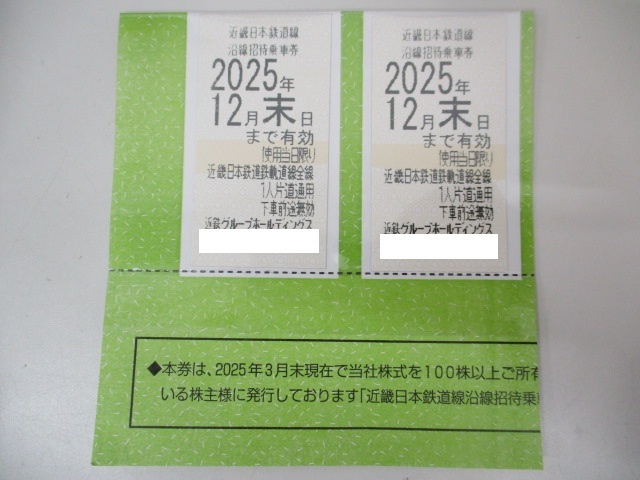 近畿日本鉄道線
沿線招待乗車券
2025年
12月末日
まで有効
(使用当日限り)
近畿日本鉄道鉄軌道線全線
1人片道通用
下車前途無効
近鉄グループホールディングス
近畿日本鉄道線
沿線招待乗車券
2025年
12月末日
まで有効
(使用当日限り)
近畿日本鉄道鉄軌道線全線
1人片道通用
下車前途無効
近鉄グループホールディングス
◆本券は、2025年3月末現在で当社株式を100株以上ご所有
いる株主様に発行しております「近畿日本鉄道線沿線招待乗